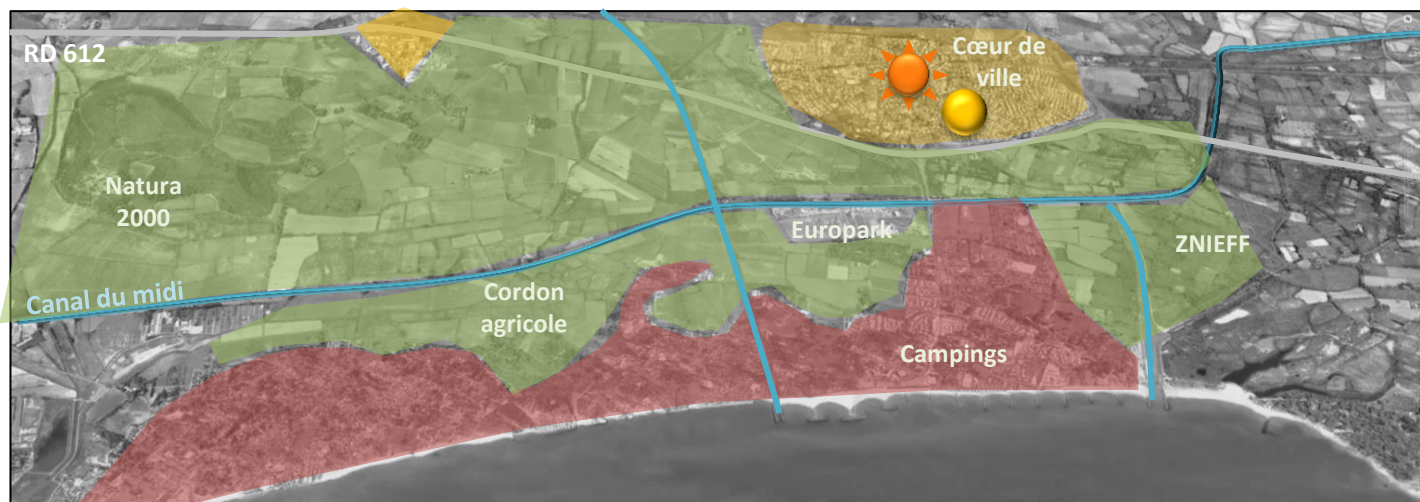 RD 612
Cœur de
ville
Natura
2000
Europark
ZNIEFF
Canal du midi
Cordon
agricole
Campings